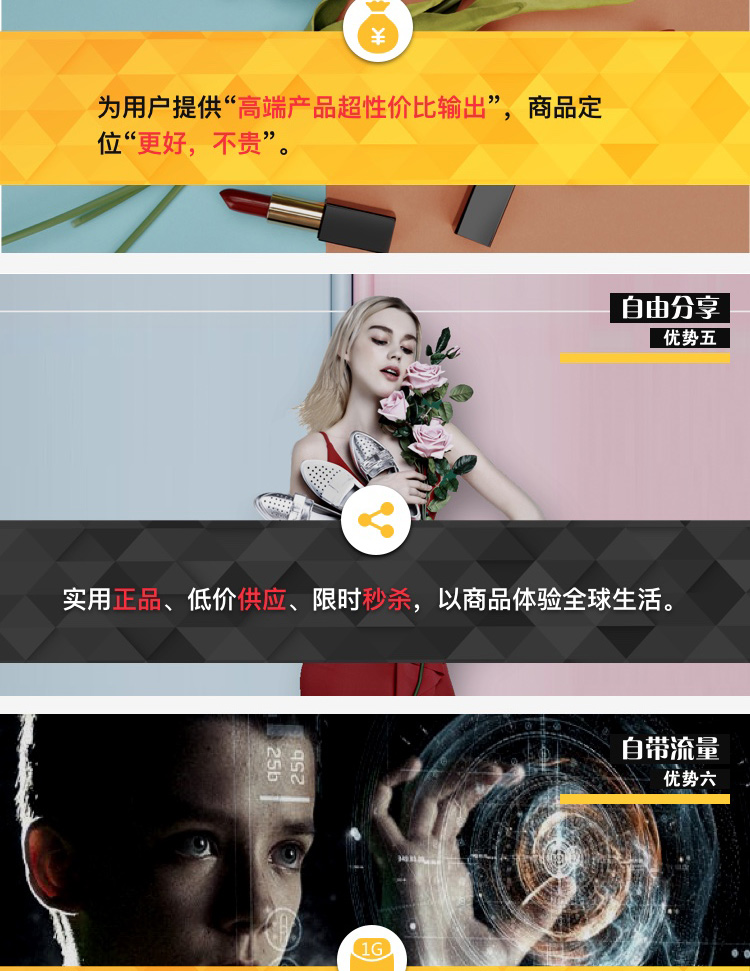 为用户提供“高端产品超性价比输出”，商品定
位“更好，不贵”。
自由分享
优势五
实用正品、低价供应、限时秒杀，以商品体验全球生活。
自带流量
优势六
25b
25b
1G